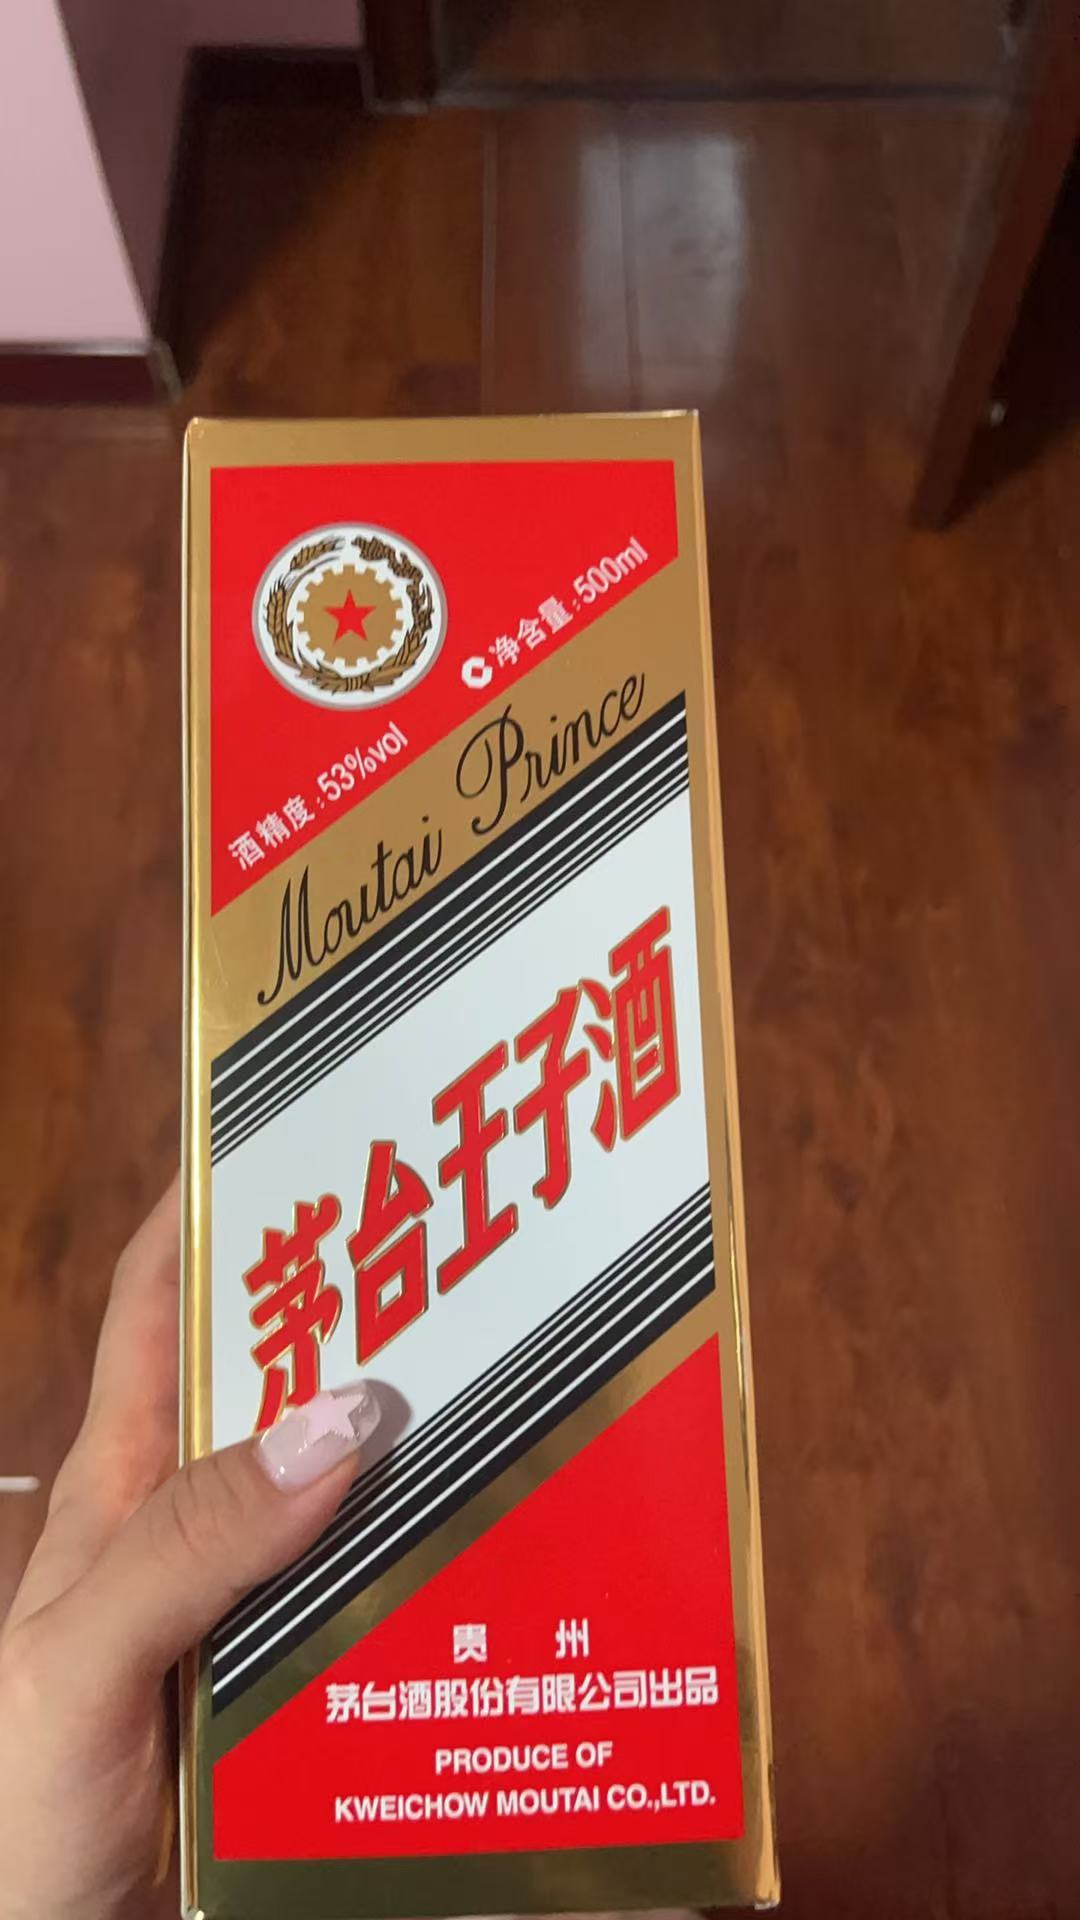 净含量:500ml
酒精度:53%vol
Moutai Prince
茅台王子酒
贵 州
茅台酒股份有限公司出品
PRODUCE OF
KWEICHOW MOUTAI CO.,LTD.